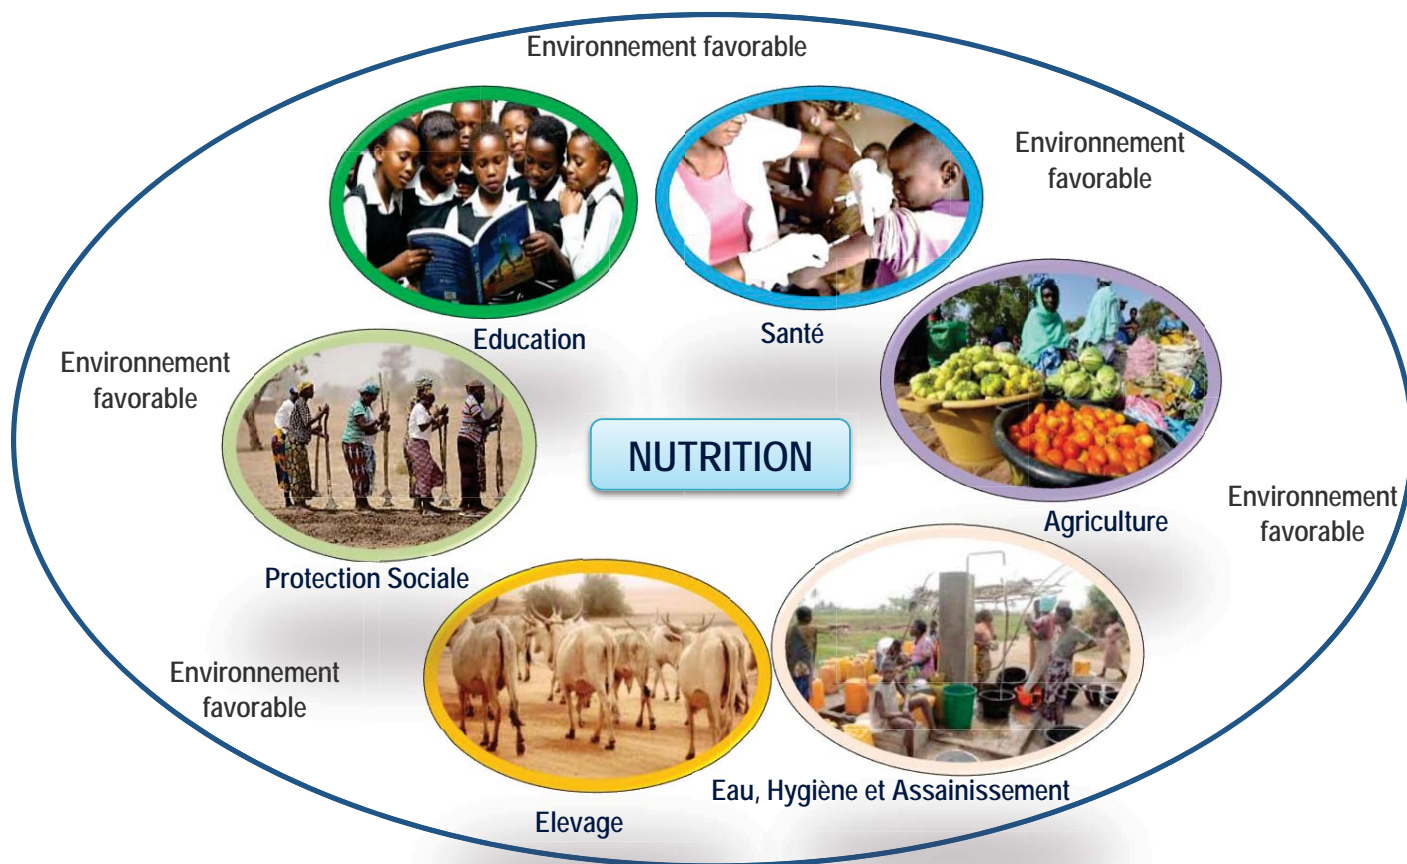 Environnement favorable
Environnement
favorable
Education
Santé
Environnement
favorable
NUTRITION
Agriculture
Environnement
favorable
Protection Sociale
Environnement
favorable
Eau, Hygiène et Assainissement
Elevage